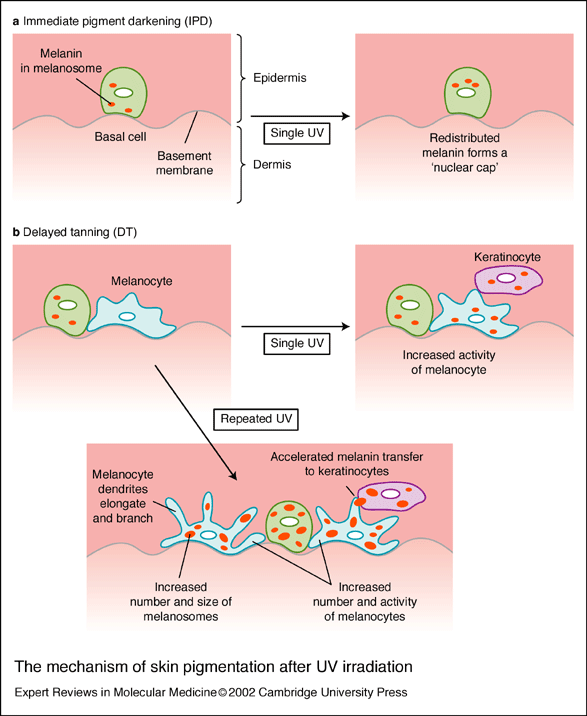 a Immediate pigment darkening (IPD)
Melanin
in melanosome
Epidermis
Basal cell
Basement
membrane
Dermis
Single UV
Redistributed
melanin forms a
‘nuclear cap’
b Delayed tanning (DT)
Melanocyte
Keratinocyte
Single UV
Increased activity
of melanocyte
Repeated UV
Melanocyte
dendrites
elongate
and branch
Accelerated melanin transfer
to keratinocytes
Increased
number and size of
melanosomes
Increased
number and activity
of melanocytes
The mechanism of skin pigmentation after UV irradiation
Expert Reviews in Molecular Medicine © 2002 Cambridge University Press